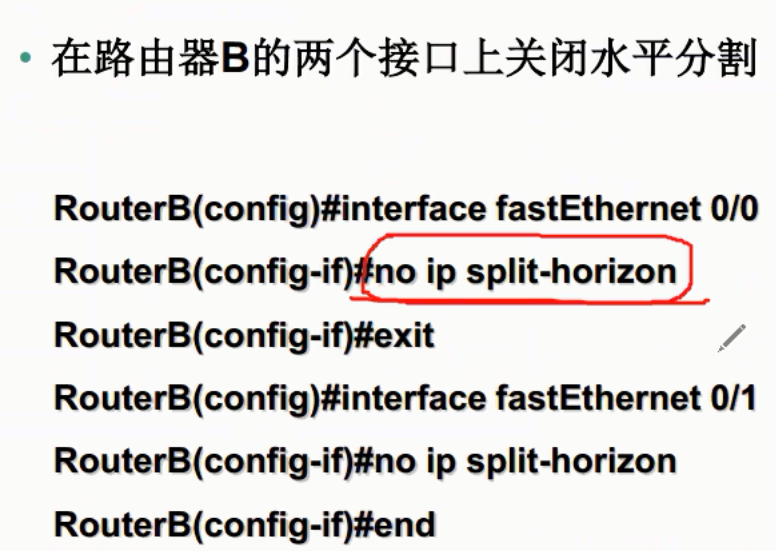 • 在路由器B的两个接口上关闭水平分割
RouterB(config)#interface fastEthernet 0/0
RouterB(config-if)#no ip split-horizon
RouterB(config-if)#exit
RouterB(config)#interface fastEthernet 0/1
RouterB(config-if)#no ip split-horizon
RouterB(config-if)#end